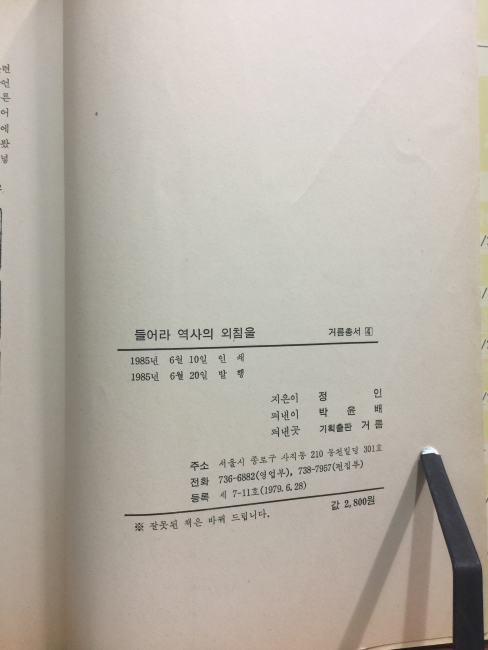 들어라 역사의 외침을 거름총서 4
1985년 6월 10일 인쇄
1985년 6월 20일 발행
지은이 정 인
펴낸이 박 윤 배
펴낸곳 기획출판 거름
주소 서울시 종로구 사직동 210 웅천빌딩 301호
전화 736-6882(영업부), 738-7957(편집부)
등록 제 7-11호(1979.6.28)
값 2,800원
※ 잘못된 책은 바꿔 드립니다.